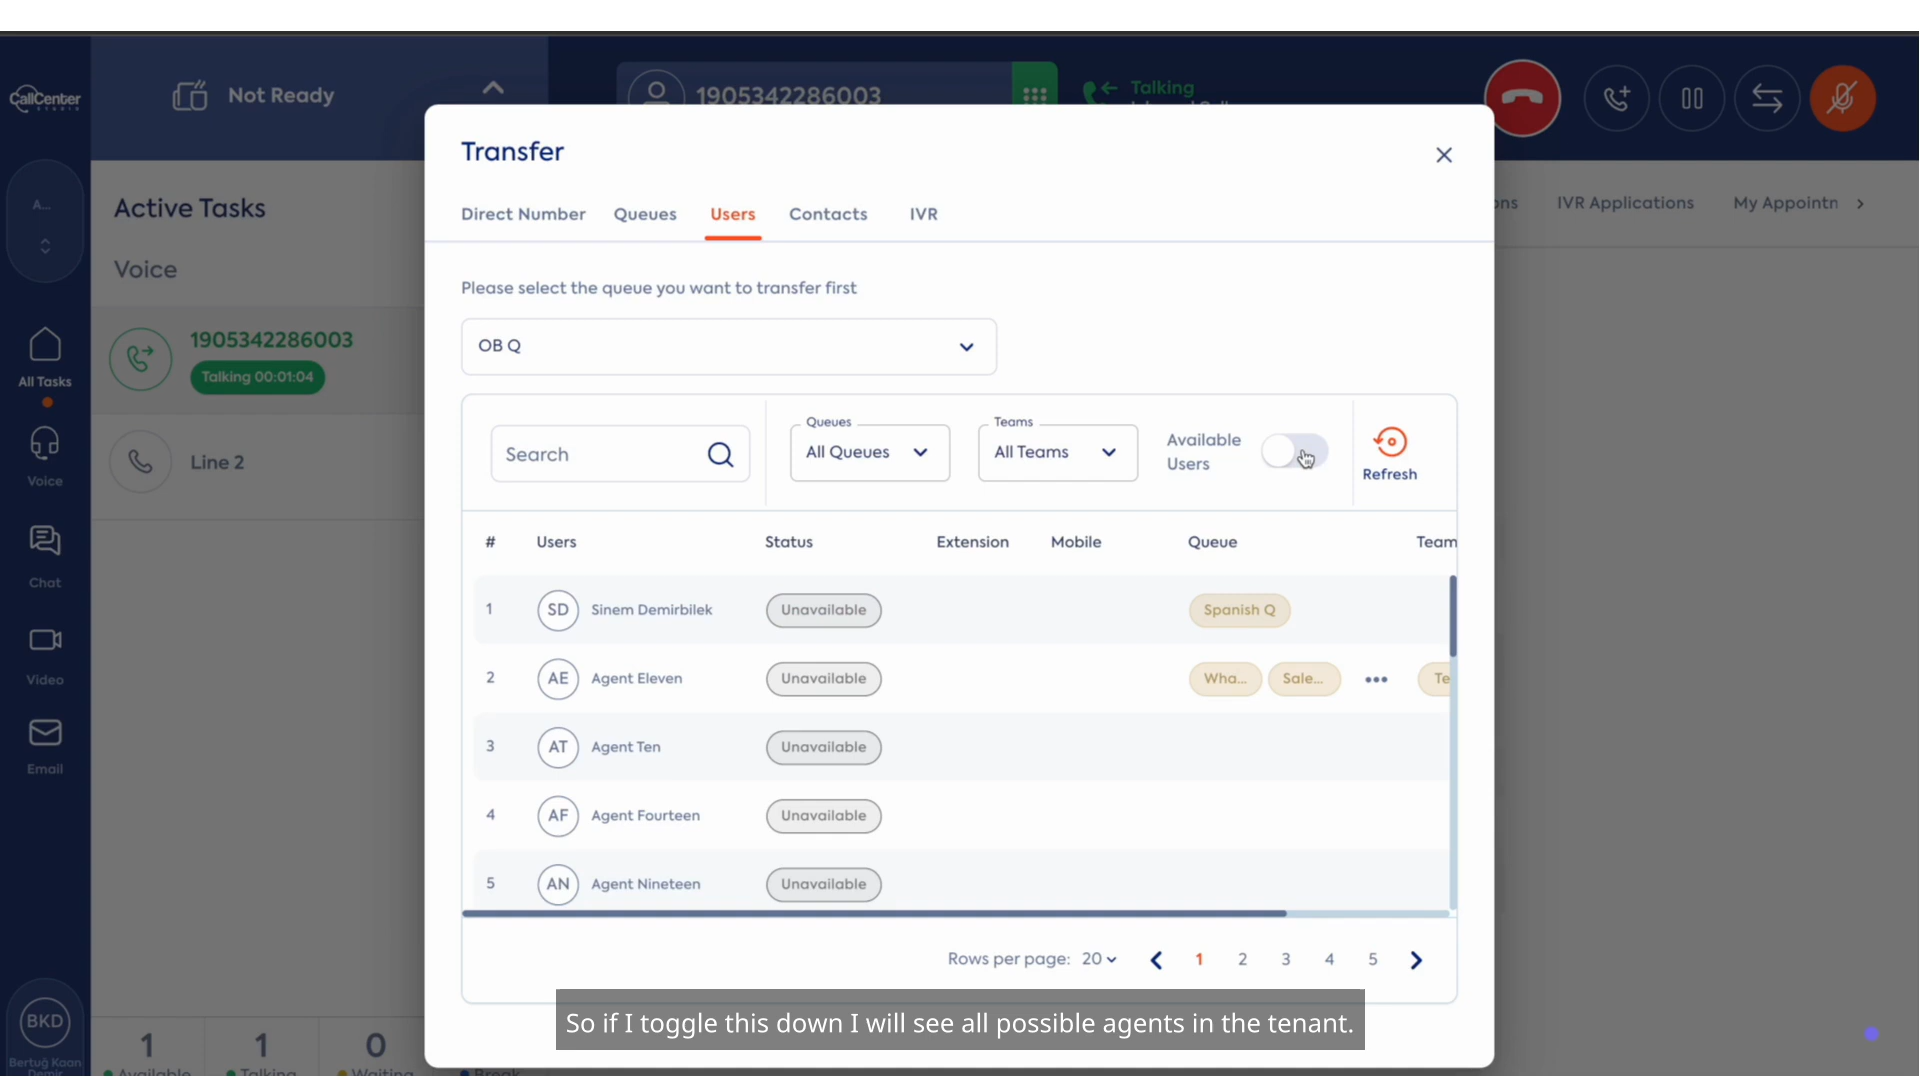 CallCenter
STUDIO
Not Ready
1905342286003
Talking
A...
Active Tasks
Voice
1905342286003
Talking 00:01:04
Line 2
All Tasks
Voice
Chat
Video
Email
BKD
Bertuğ Kaan
Demir
1
Available
1
Talking
0
Waiting
Break
ons
IVR Applications
My Appointn
Transfer
Direct Number
Queues
Users
Contacts
IVR
Please select the queue you want to transfer first
OB Q
Search
Queues
All Queues
Teams
All Teams
Available
Users
Refresh
# Users Status Extension Mobile Queue Team
1 SD Sinem Demirbilek Unavailable Spanish Q
2 AE Agent Eleven Unavailable Wha... Sale... ••• Te
3 AT Agent Ten Unavailable
4 AF Agent Fourteen Unavailable
5 AN Agent Nineteen Unavailable
Rows per page: 20 1 2 3 4 5
So if I toggle this down I will see all possible agents in the tenant.